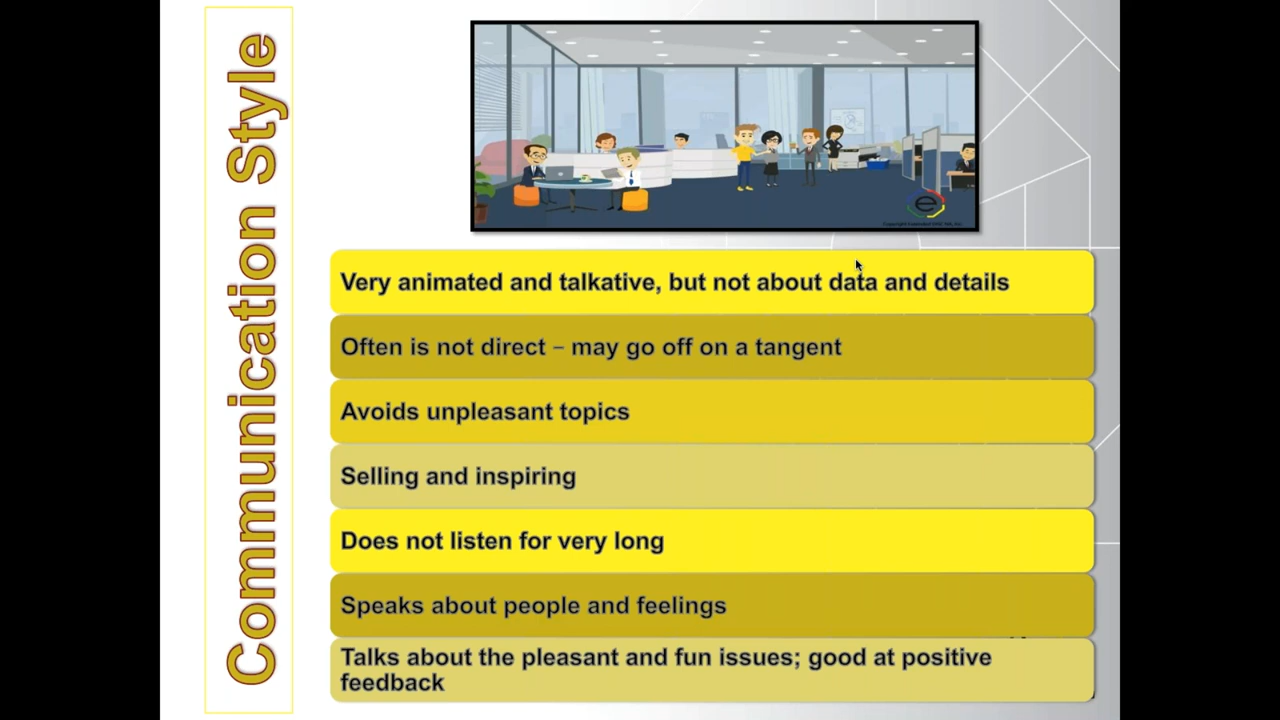 Communication Style
e
Very animated and talkative, but not about data and details
Often is not direct – may go off on a tangent
Avoids unpleasant topics
Selling and inspiring
Does not listen for very long
Speaks about people and feelings
Talks about the pleasant and fun issues; good at positive
feedback